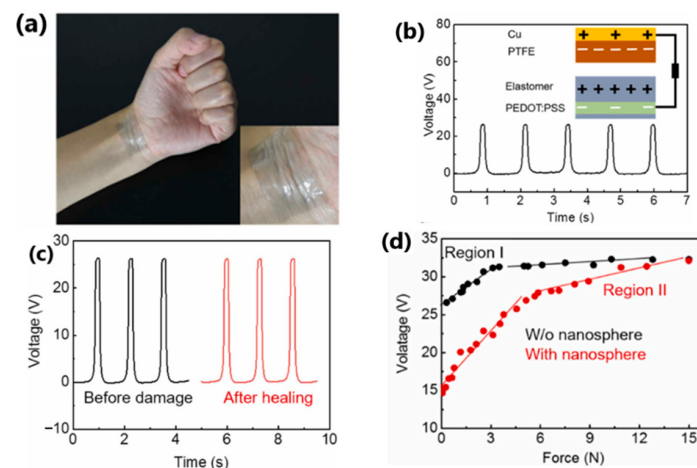 (a)
(b)
Voltage (V)
80
60
40
20
0
Cu
+ + +
PTFE
− − −
Elastomer
+ + + + +
PEDOT:PSS
− − −
0 1 2 3 4 5 6 7
Time (s)
(c)
Voltage (V)
30
20
10
0
−10
Before damage
After healing
0 2 4 6 8 10
Time (s)
(d)
Volatage (V)
35
30
25
20
15
10
Region I
Region II
W/o nanosphere
With nanosphere
0 3 6 9 12 15
Force (N)